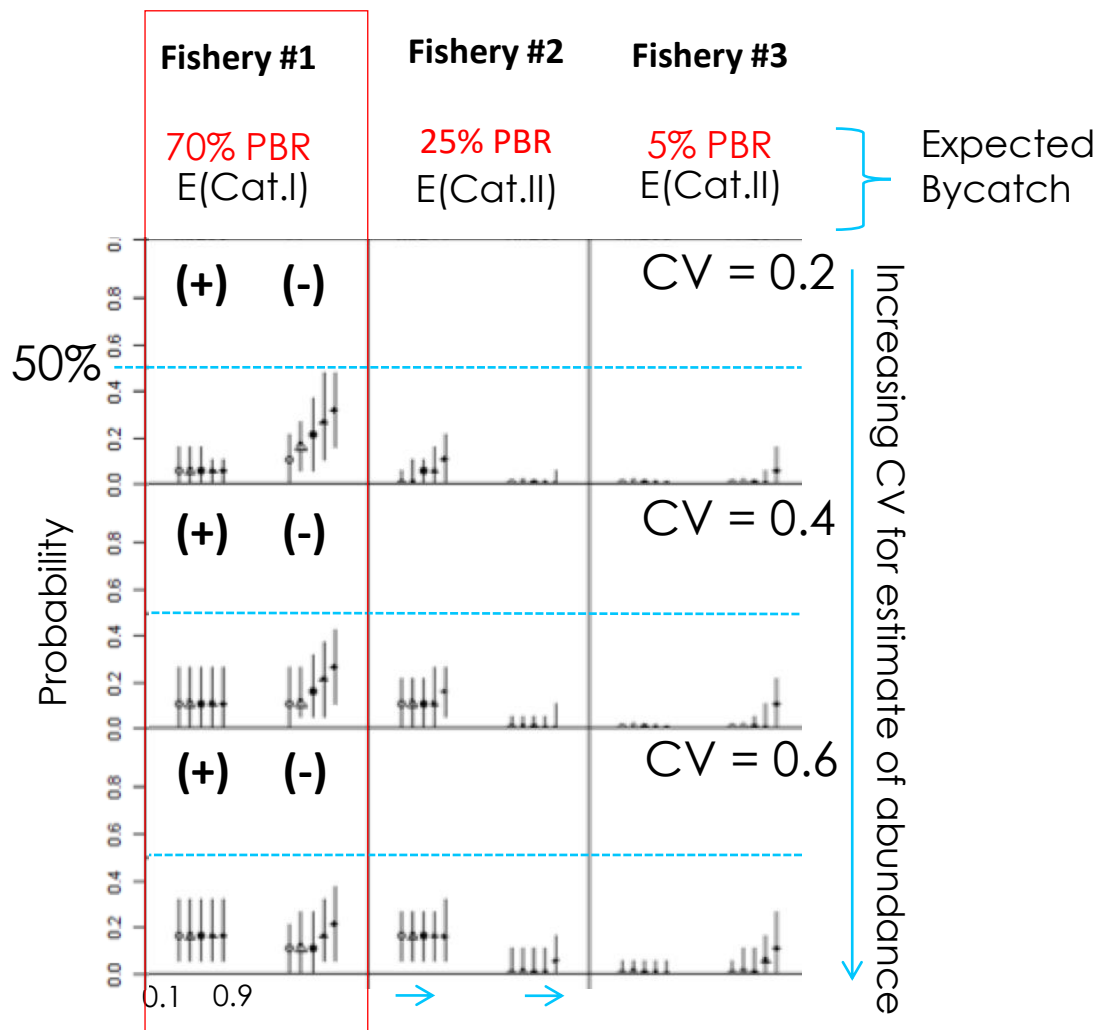 Fishery #1
Fishery #2
Fishery #3
70% PBR
E(Cat.I)
25% PBR
E(Cat.II)
5% PBR
E(Cat.II)
Expected
Bycatch
(+) (-)
CV = 0.2
0.8
0.6
50%
0.4
0.2
0.0
(+) (-)
CV = 0.4
0.8
0.6
0.4
0.2
0.0
(+) (-)
CV = 0.6
0.8
0.6
0.4
0.2
0.0
0.1 0.9
Probability
Increasing CV for estimate of abundance